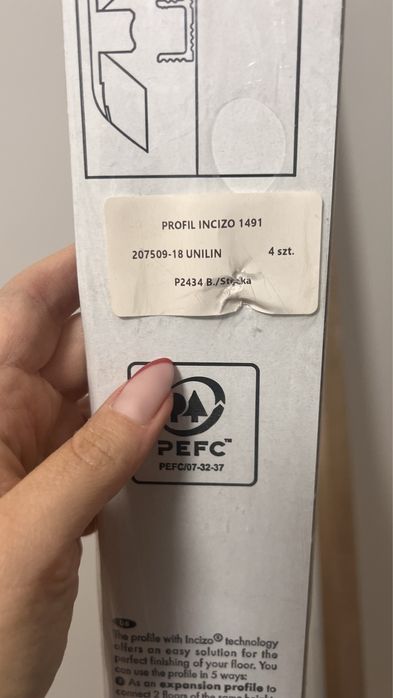 PROFIL INCIZO 1491
207509-18 UNILIN 4 szt.
P2434 B./Stęzka
PEFC™
PEFC/07-32-37
GB
The profile with Incizo® technology
offers an easy solution for the
perfect finishing of your floor. You
can use the profile in 5 ways:
As an expansion profile to
connect 2 floors of the same height